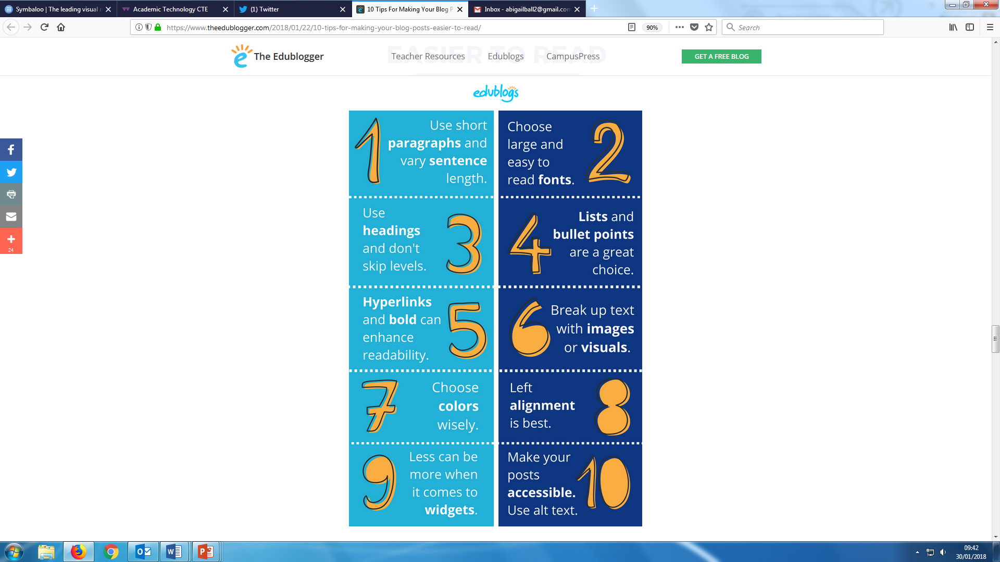 Symbaloo | The leading visual r
Academic Technology CTE
(1) Twitter
10 Tips For Making Your Blog P
Inbox - abigailball2@gmail.com
https://www.theedublogger.com/2018/01/22/10-tips-for-making-your-blog-posts-easier-to-read/
90%
Search
EASIER TO READ
The Edublogger
Teacher Resources
Edublogs
CampusPress
GET A FREE BLOG
edublogs
24
1
Use short
paragraphs and
vary sentence
length.
2
Choose
large and
easy to
read fonts.
3
Use
headings
and don't
skip levels.
4
Lists and
bullet points
are a great
choice.
5
Hyperlinks
and bold can
enhance
readability.
6
Break up text
with images
or visuals.
7
Choose
colors
wisely.
8
Left
alignment
is best.
9
Less can be
more when
it comes to
widgets.
10
Make your
posts
accessible.
Use alt text.
09:42
30/01/2018